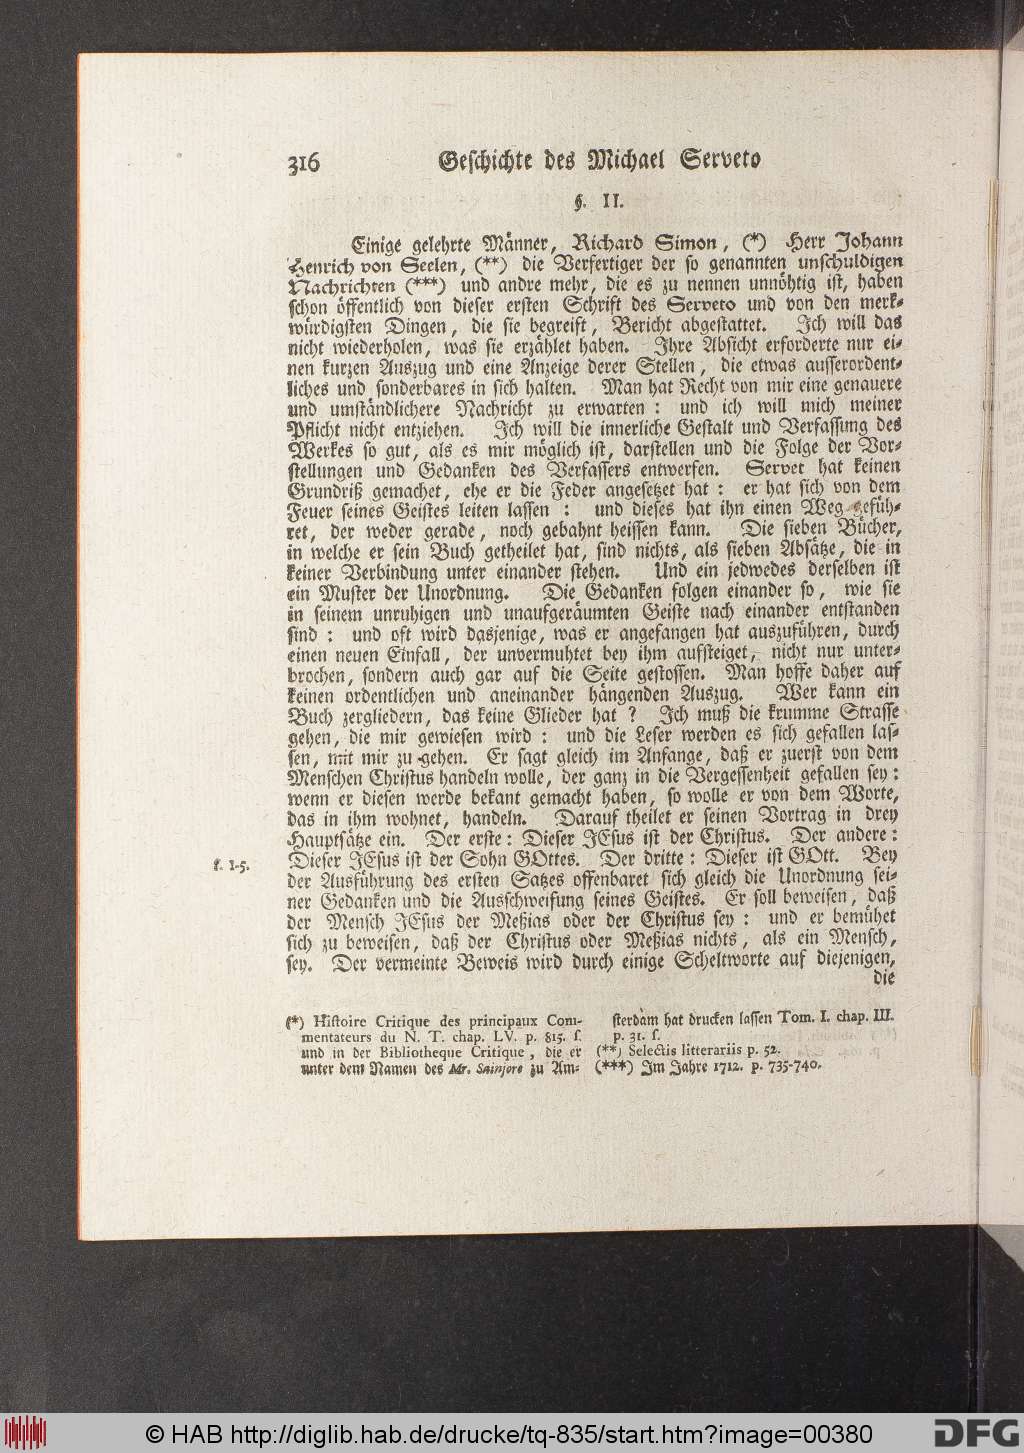 316 Geschichte des Michael Serveto
§. II.
Einige gelehrte Männer, Richard Simon, (*) Herr Johann
Henrich von Seelen, (**) die Verfertiger der so genannten unschuldigen
Nachrichten (***) und andre mehr, die es zu nennen unnöhtig ist, haben
schon öffentlich von dieser ersten Schrift des Serveto und von den merk-
würdigsten Dingen, die sie begreift, Bericht abgestattet. Ich will das
nicht wiederholen, was sie erzählet haben. Ihre Absicht erforderte nur ei-
nen kurzen Auszug und eine Anzeige derer Stellen, die etwas ausserordent-
liches und sonderbares in sich halten. Man hat Recht von mir eine genauere
und umständlichere Nachricht zu erwarten: und ich will mich meiner
Pflicht nicht entziehen. Ich will die innerliche Gestalt und Verfassung des
Werkes so gut, als es mir möglich ist, darstellen und die Folge der Vor-
stellungen und Gedanken des Verfassers entwerfen. Servet hat keinen
Grundriß gemachet, ehe er die Feder angesetzet hat: er hat sich von dem
Feuer seines Geistes leiten lassen: und dieses hat ihn einen Weg gefüh-
ret, der weder gerade, noch gebahnt heissen kann. Die sieben Bücher,
in welche er sein Buch getheilet hat, sind nichts, als sieben Absätze, die in
keiner Verbindung unter einander stehen. Und ein jedwedes derselben ist
ein Muster der Unordnung. Die Gedanken folgen einander so, wie sie
in seinem unruhigen und unaufgeräumten Geiste nach einander entstanden
sind: und oft wird dasjenige, was er angefangen hat auszuführen, durch
einen neuen Einfall, der unvermuhtet bey ihm aufsteiget, nicht nur unter-
brochen, sondern auch gar auf die Seite gestossen. Man hoffe daher auf
keinen ordentlichen und aneinander hängenden Auszug. Wer kann ein
Buch zergliedern, das keine Glieder hat? Ich muß die krumme Strasse
gehen, die mir gewiesen wird: und die Leser werden es sich gefallen las-
sen, mit mir zu gehen. Er sagt gleich im Anfange, daß er zuerst von dem
Menschen Christus handeln wolle, der ganz in die Vergessenheit gefallen sey:
wenn er diesen werde bekant gemacht haben, so wolle er von dem Worte,
das in ihm wohnet, handeln. Darauf theilet er seinen Vortrag in drey
Hauptsätze ein. Der erste: Dieser JEsus ist der Christus. Der andere:
f. 1-5. Dieser JEsus ist der Sohn GOttes. Der dritte: Dieser ist GOtt. Bey
der Ausführung des ersten Satzes offenbaret sich gleich die Unordnung sei-
ner Gedanken und die Ausschweifung seines Geistes. Er soll beweisen, daß
der Mensch JEsus der Meßias oder der Christus sey: und er bemühet
sich zu beweisen, daß der Christus oder Meßias nichts, als ein Mensch,
sey. Der vermeinte Beweis wird durch einige Scheltworte auf diejenigen,
die
(*) Histoire Critique des principaux Com-
mentateurs du N. T. chap. LV. p. 815. f.
und in der Bibliotheque Critique, die er
unter dem Namen des Mr. Sainjore zu Am-
sterdam hat drucken lassen Tom. I. chap. III.
p. 31. f.
(**) Selectis litterariis p. 52.
(***) Im Jahre 1712. p. 735-740.
© HAB http://diglib.hab.de/drucke/tq-835/start.htm?image=00380
DFG